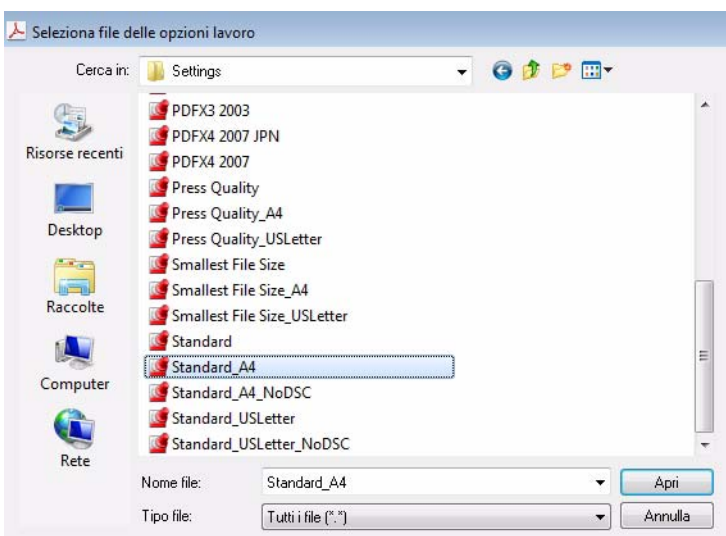 Seleziona file delle opzioni lavoro
Cerca in: Settings
PDFX3 2003
PDFX4 2007 JPN
PDFX4 2007
Press Quality
Press Quality_A4
Press Quality_USLetter
Smallest File Size
Smallest File Size_A4
Smallest File Size_USLetter
Standard
Standard_A4
Standard_A4_NoDSC
Standard_USLetter
Standard_USLetter_NoDSC
Risorse recenti
Desktop
Raccolte
Computer
Rete
Nome file: Standard_A4 Apri
Tipo file: Tutti i file (*.*) Annulla